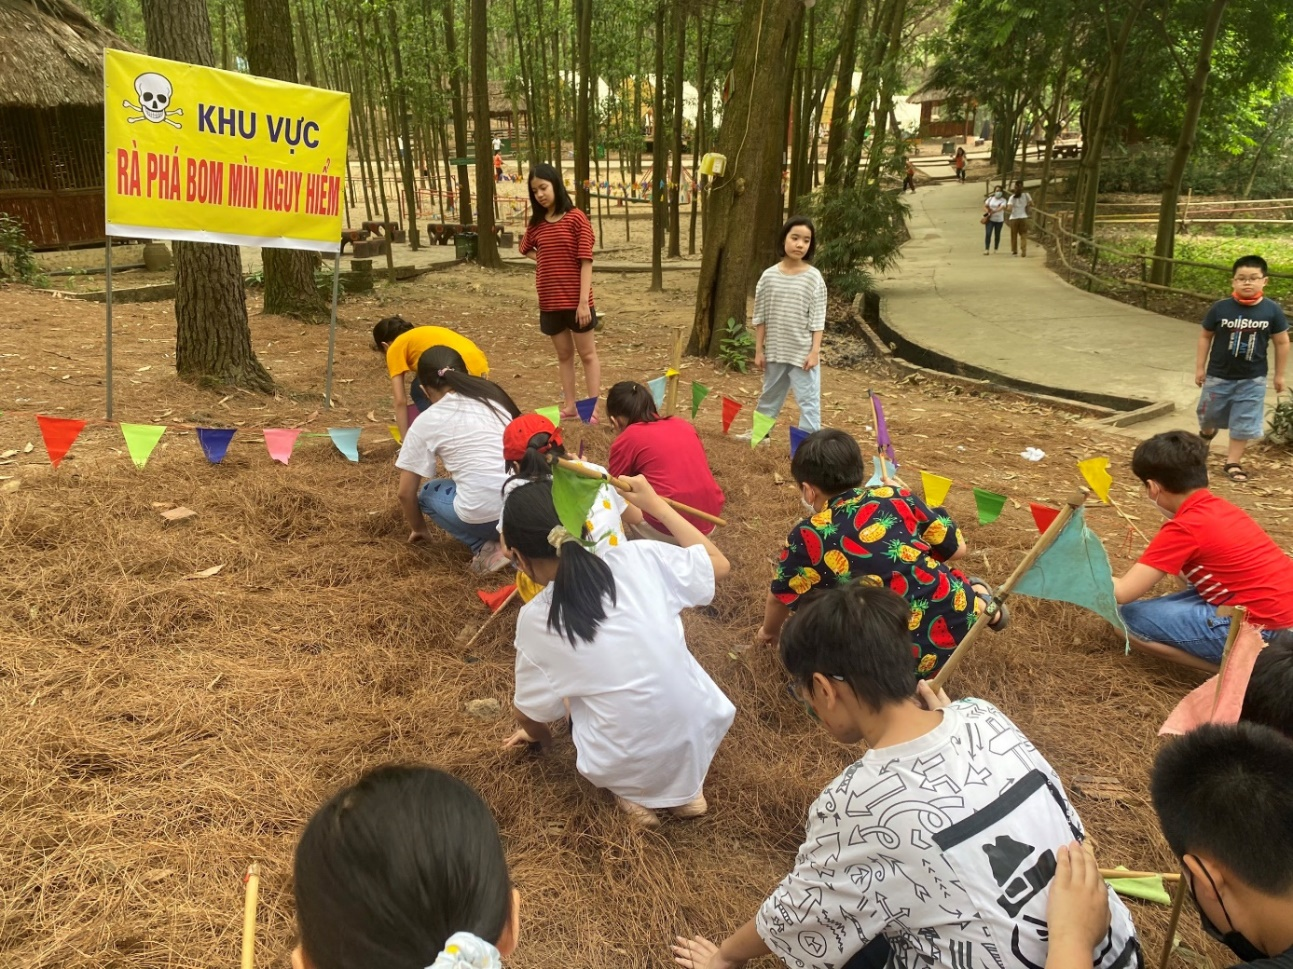 KHU VỰC
RÀ PHÁ BOM MÌN NGUY HIỂM
PoliStorp